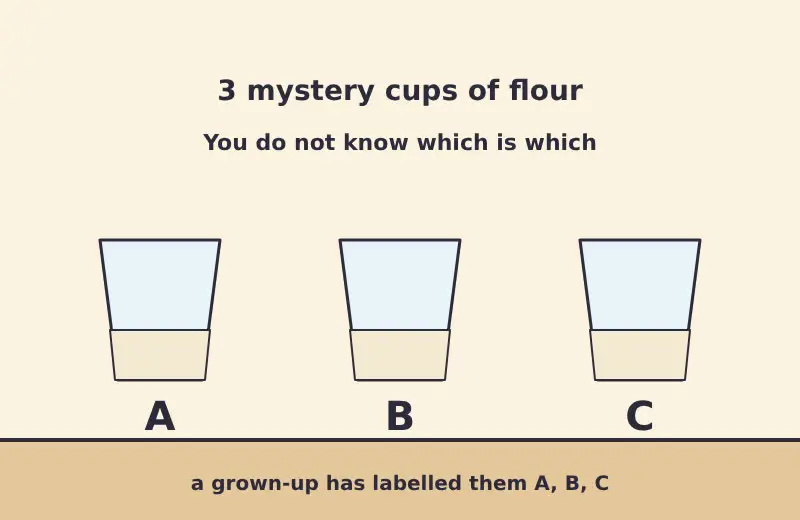 3 mystery cups of flour
You do not know which is which
A B C
a grown-up has labelled them A, B, C